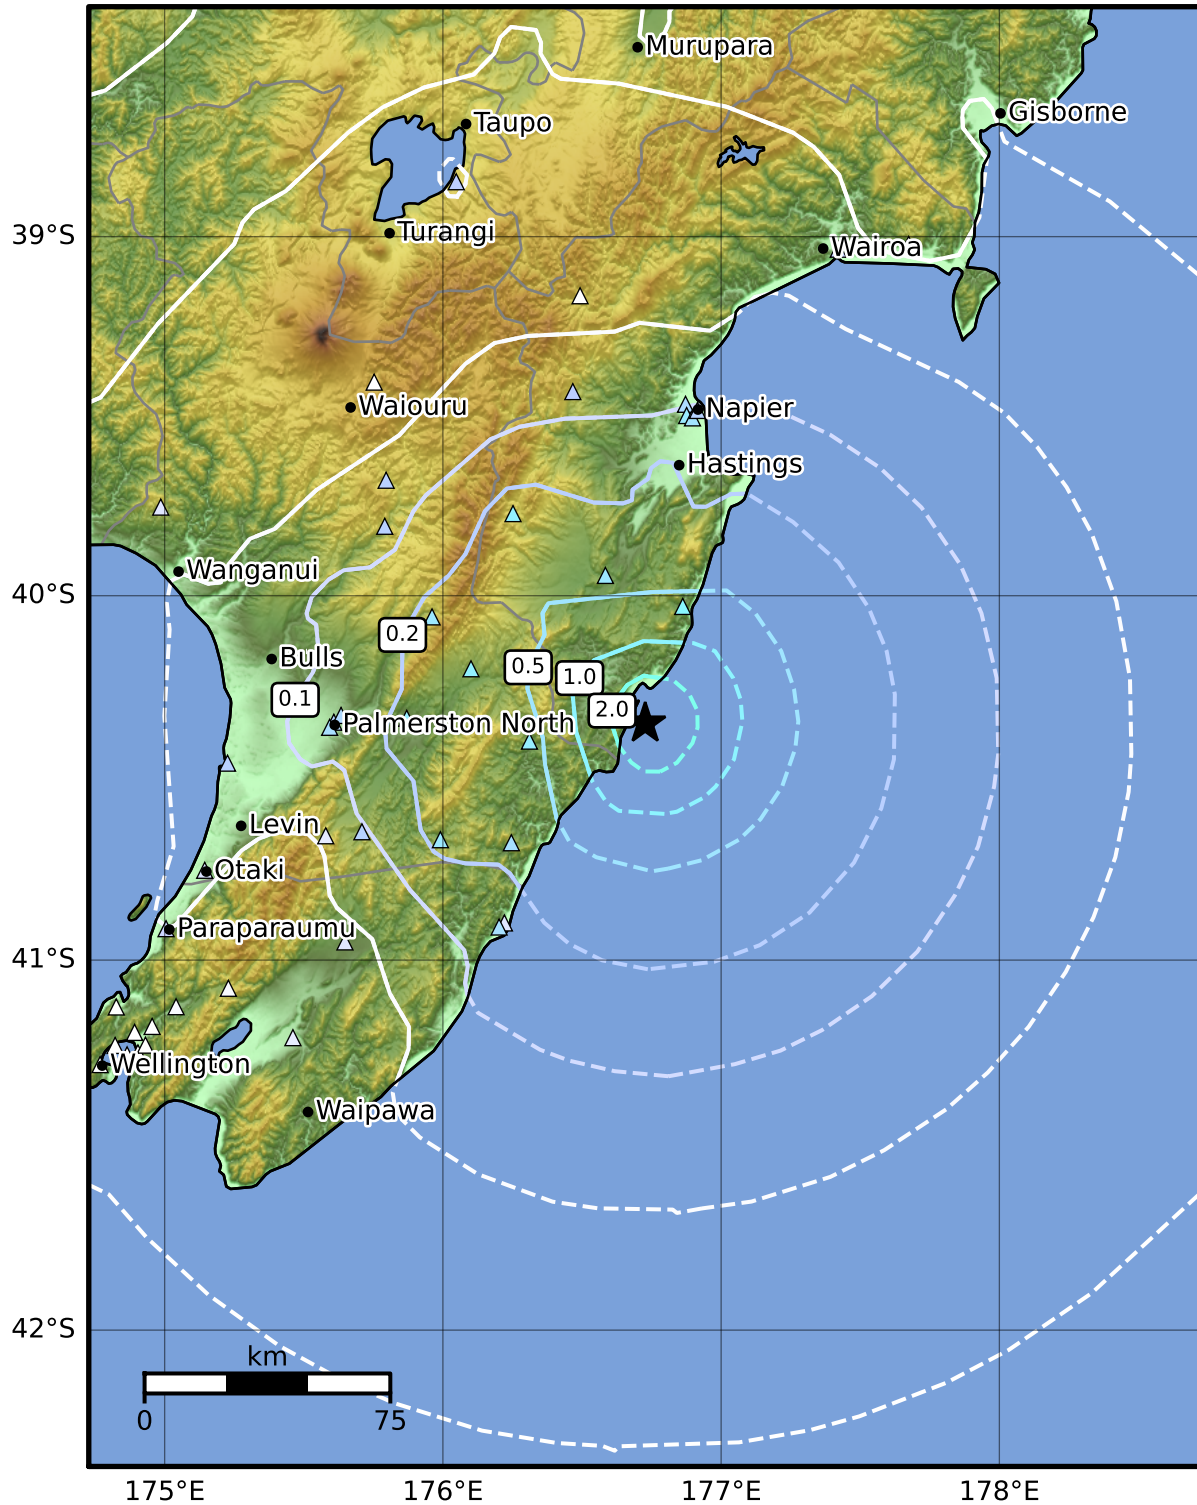 Murupara
Gisborne
Taupo
Turangi
39°S
Wairoa
Waiouru
Napier
Hastings
Wanganui
40°S
0.2
Bulls
0.5
1.0
0.1
2.0
Palmerston North
Levin
Otaki
Paraparaumu
41°S
Wellington
Waipawa
42°S
km
0
75
175°E
176°E
177°E
178°E